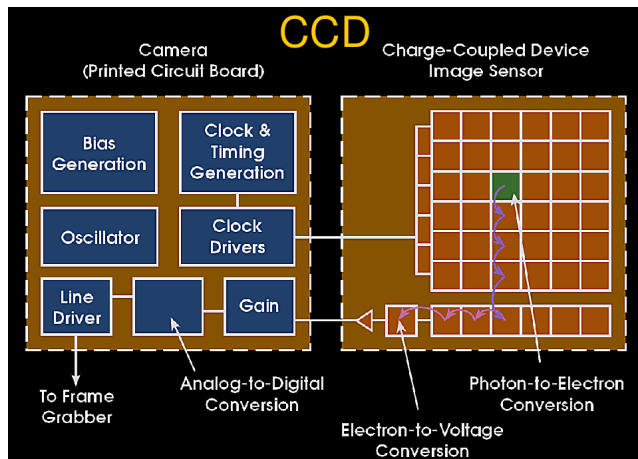 CCD
Camera
(Printed Circuit Board)
Charge-Coupled Device
Image Sensor
Bias
Generation
Clock &
Timing
Generation
Oscillator
Clock
Drivers
Line
Driver
Gain
To Frame
Grabber
Analog-to-Digital
Conversion
Electron-to-Voltage
Conversion
Photon-to-Electron
Conversion